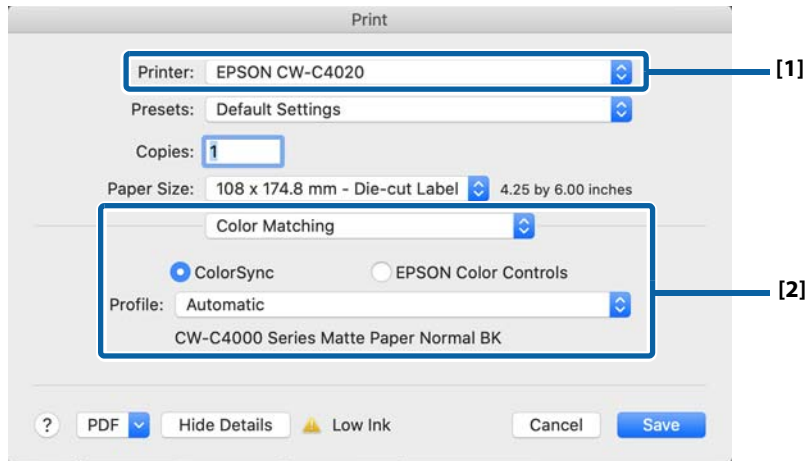 Print
Printer: EPSON CW-C4020 [1]
Presets: Default Settings
Copies: 1
Paper Size: 108 x 174.8 mm - Die-cut Label 4.25 by 6.00 inches
Color Matching
ColorSync EPSON Color Controls
Profile: Automatic [2]
CW-C4000 Series Matte Paper Normal BK
? PDF Hide Details Low Ink Cancel Save